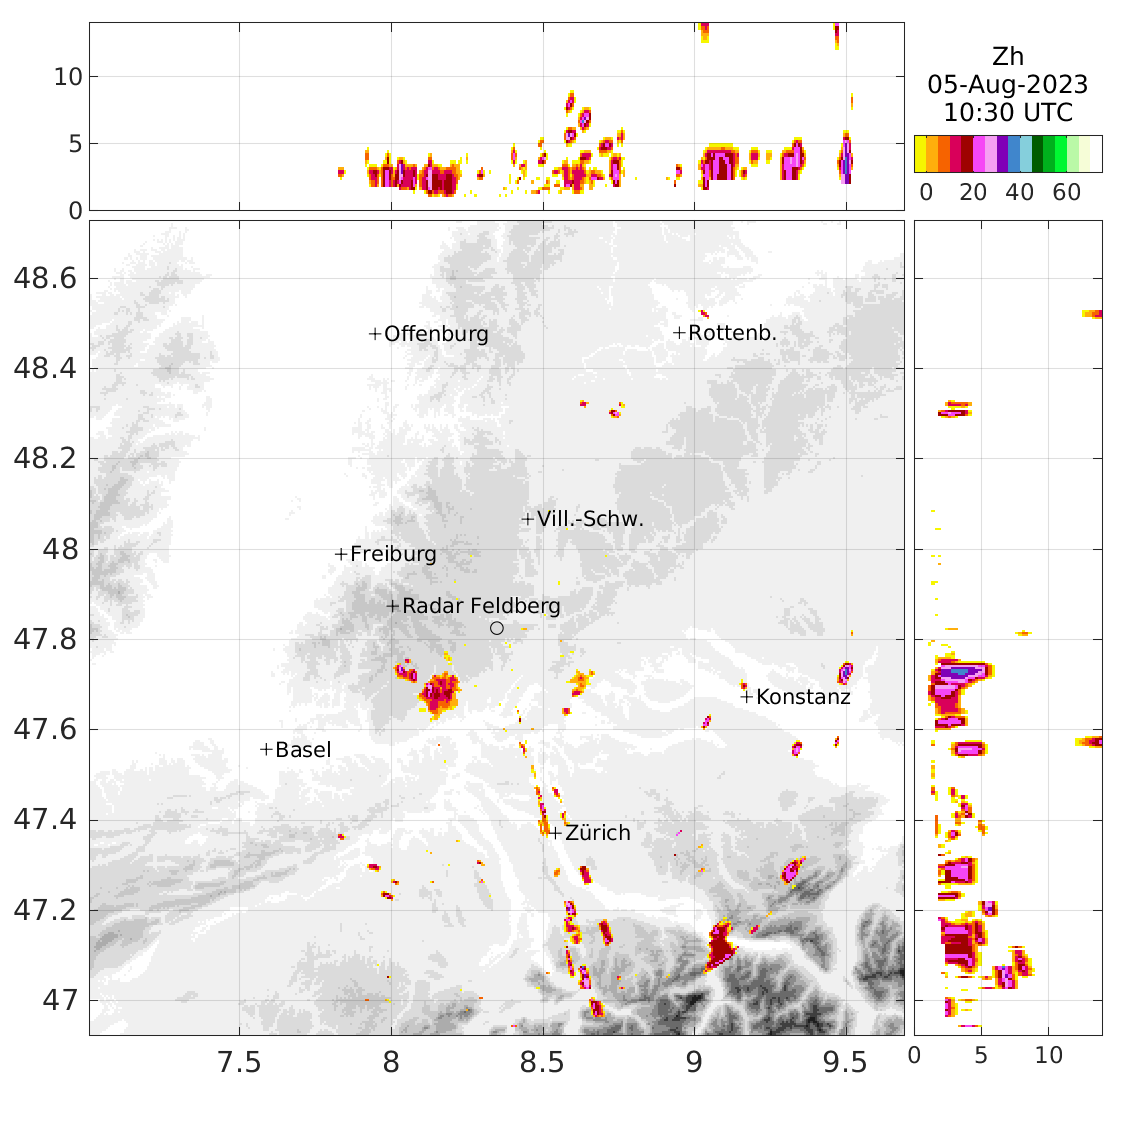 10
5
0
Zh
05-Aug-2023
10:30 UTC
0 20 40 60
48.6
48.4
48.2
48
47.8
47.6
47.4
47.2
47
Offenburg
Rottenb.
Vill.-Schw.
Freiburg
Radar Feldberg
Konstanz
Basel
Zürich
7.5 8 8.5 9 9.5
0 5 10